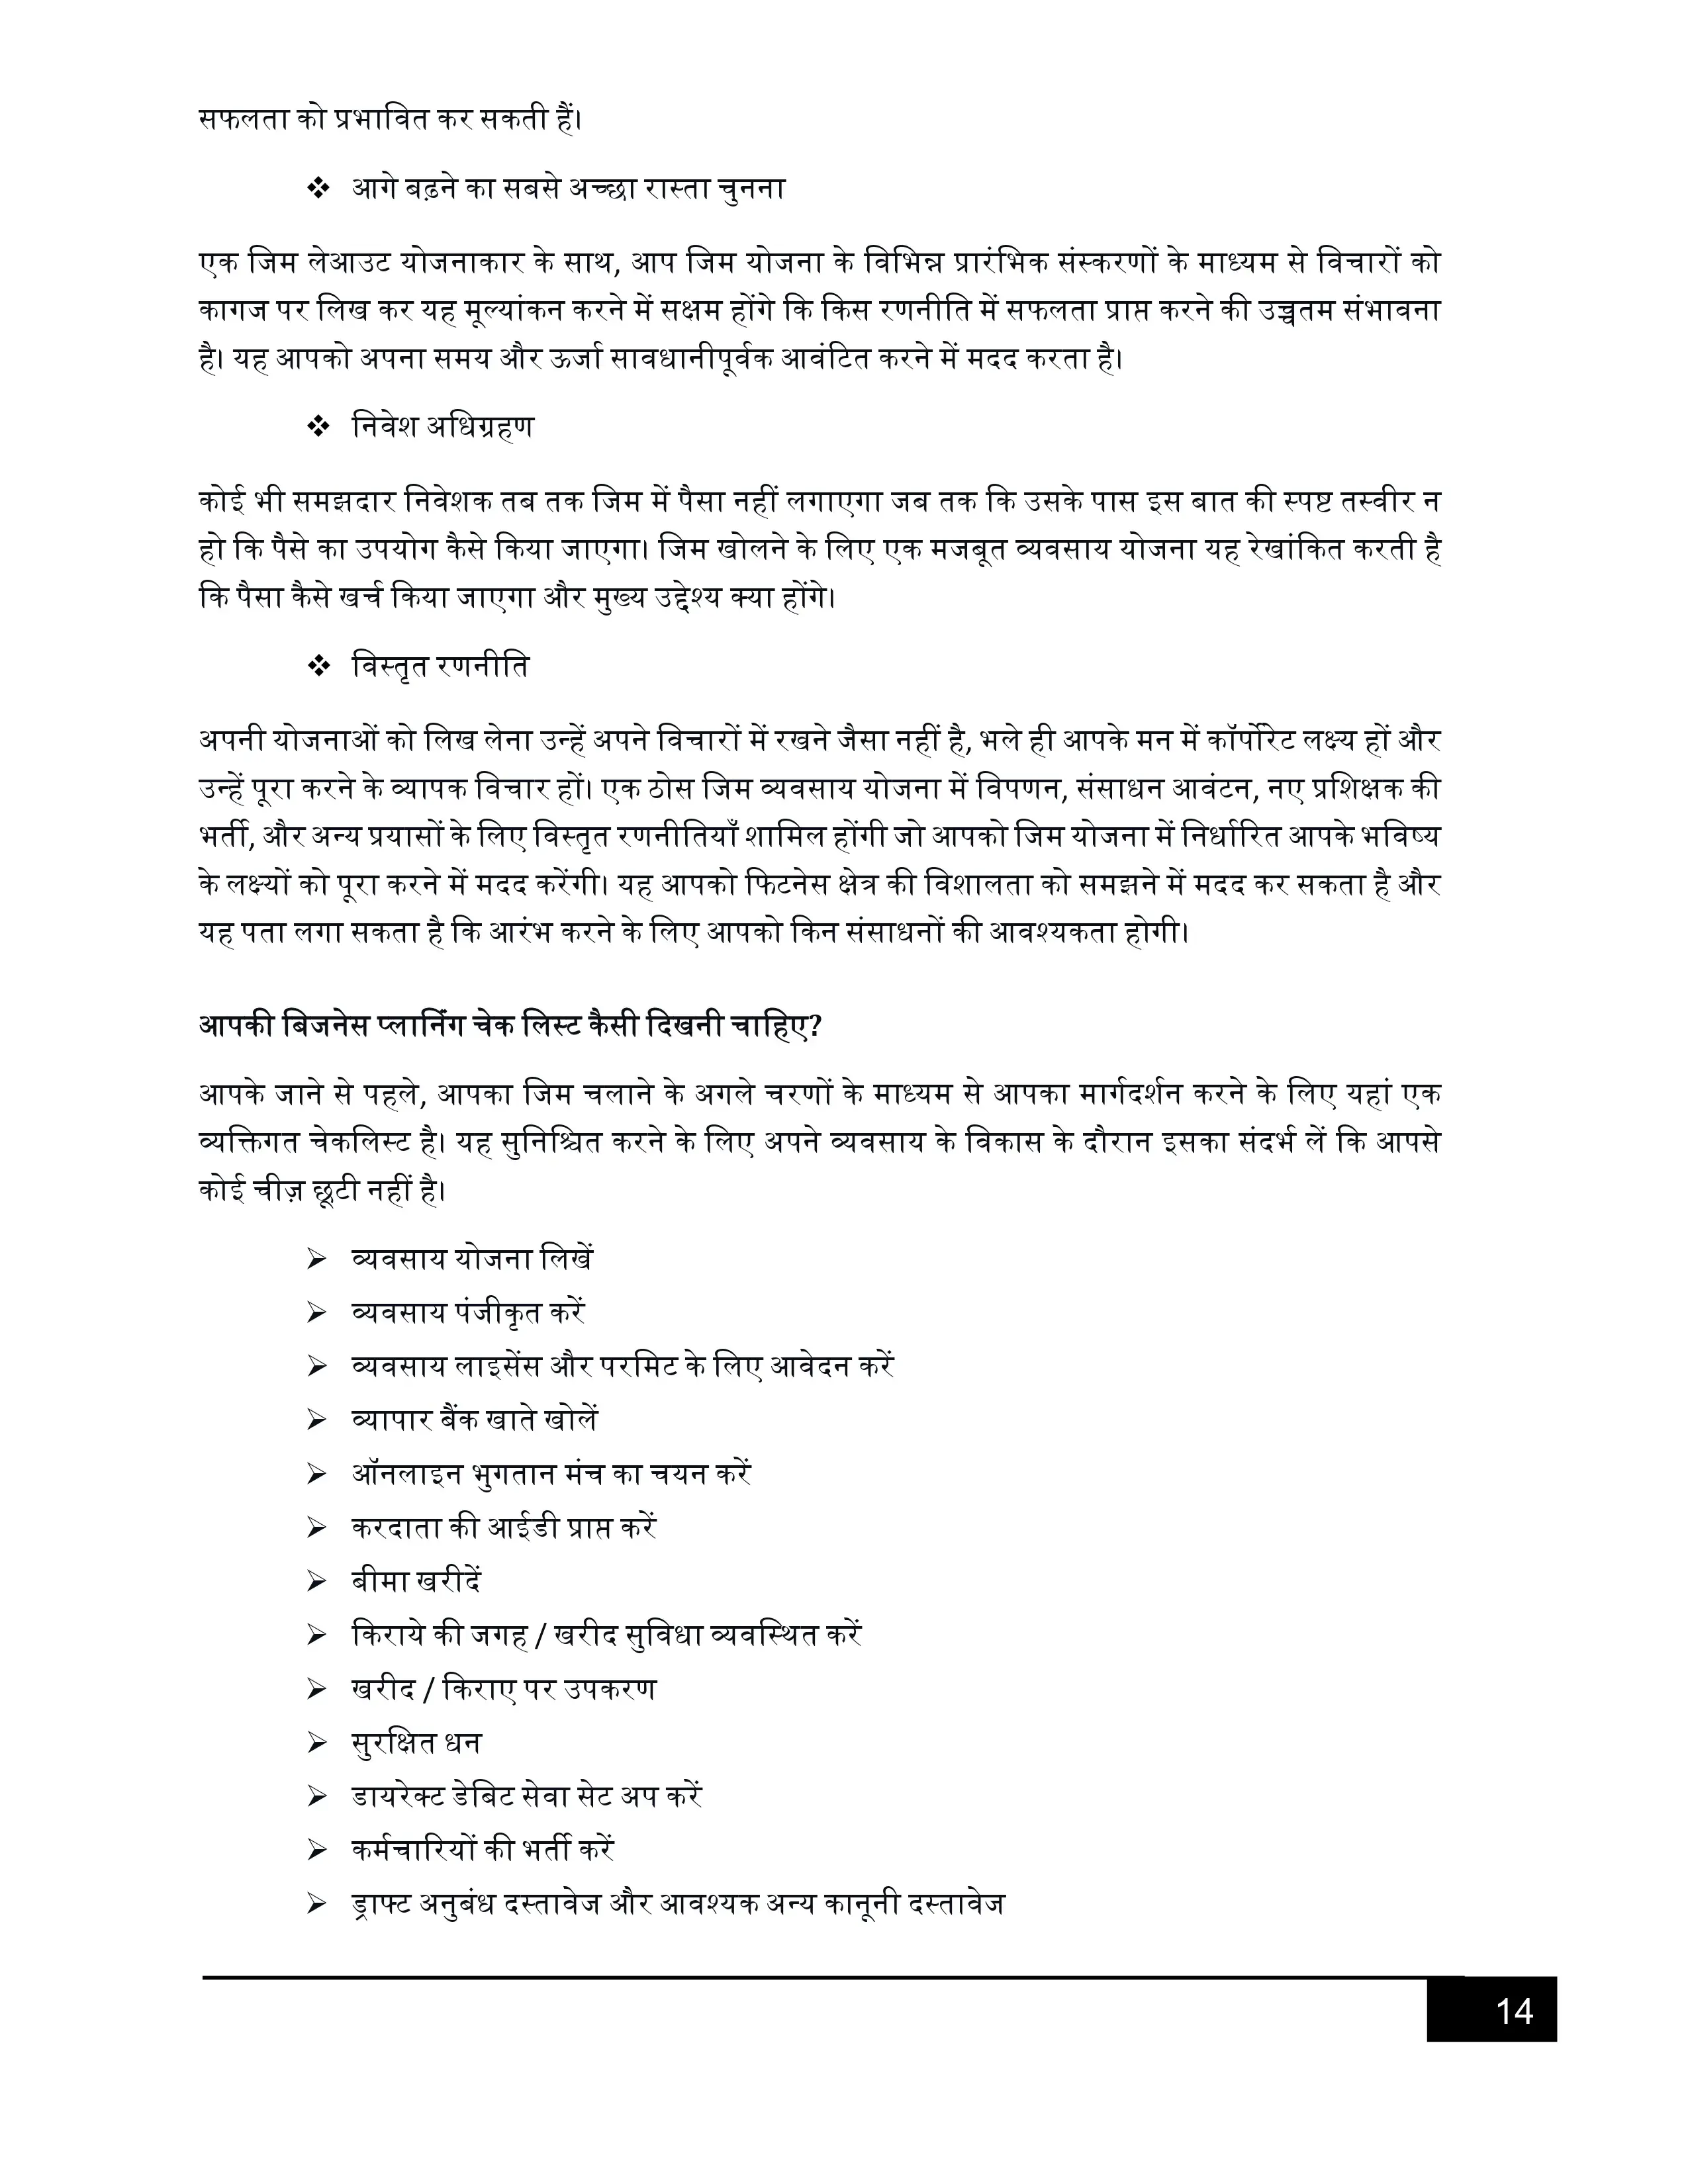 सफलता को प्रभावित कर सकती हैं।
❖ आगे बढ़ने का सबसे अच्छा रास्ता चुनना
एक जिम लेआउट योजनाकार के साथ, आप जिम योजना के विभिन्न प्रारंभिक संस्करणों के माध्यम से विचारों को
कागज पर लिख कर यह मूल्यांकन करने में सक्षम होंगे कि किस रणनीति में सफलता प्राप्त करने की उच्चतम संभावना
है। यह आपको अपना समय और ऊर्जा सावधानीपूर्वक आवंटित करने में मदद करता है।
❖ निवेश अधिग्रहण
कोई भी समझदार निवेशक तब तक जिम में पैसा नहीं लगाएगा जब तक कि उसके पास इस बात की स्पष्ट तस्वीर न
हो कि पैसे का उपयोग कैसे किया जाएगा। जिम खोलने के लिए एक मजबूत व्यवसाय योजना यह रेखांकित करती है
कि पैसा कैसे खर्च किया जाएगा और मुख्य उद्देश्य क्या होंगे।
❖ विस्तृत रणनीति
अपनी योजनाओं को लिख लेना उन्हें अपने विचारों में रखने जैसा नहीं है, भले ही आपके मन में कॉर्पोरेट लक्ष्य हों और
उन्हें पूरा करने के व्यापक विचार हों। एक ठोस जिम व्यवसाय योजना में विपणन, संसाधन आवंटन, नए प्रशिक्षक की
भर्ती, और अन्य प्रयासों के लिए विस्तृत रणनीतियाँ शामिल होंगी जो आपको जिम योजना में निर्धारित आपके भविष्य
के लक्ष्यों को पूरा करने में मदद करेंगी। यह आपको फिटनेस क्षेत्र की विशालता को समझने में मदद कर सकता है और
यह पता लगा सकता है कि आरंभ करने के लिए आपको किन संसाधनों की आवश्यकता होगी।
आपकी बिजनेस प्लानिंग चेक लिस्ट कैसी दिखनी चाहिए?
आपके जाने से पहले, आपका जिम चलाने के अगले चरणों के माध्यम से आपका मार्गदर्शन करने के लिए यहां एक
व्यक्तिगत चेकलिस्ट है। यह सुनिश्चित करने के लिए अपने व्यवसाय के विकास के दौरान इसका संदर्भ लें कि आपसे
कोई चीज़ छूटी नहीं है।
➢ व्यवसाय योजना लिखें
➢ व्यवसाय पंजीकृत करें
➢ व्यवसाय लाइसेंस और परमिट के लिए आवेदन करें
➢ व्यापार बैंक खाते खोलें
➢ ऑनलाइन भुगतान मंच का चयन करें
➢ करदाता की आईडी प्राप्त करें
➢ बीमा खरीदें
➢ किराये की जगह / खरीद सुविधा व्यवस्थित करें
➢ खरीद / किराए पर उपकरण
➢ सुरक्षित धन
➢ डायरेक्ट डेबिट सेवा सेट अप करें
➢ कर्मचारियों की भर्ती करें
➢ ड्राफ्ट अनुबंध दस्तावेज और आवश्यक अन्य कानूनी दस्तावेज
14